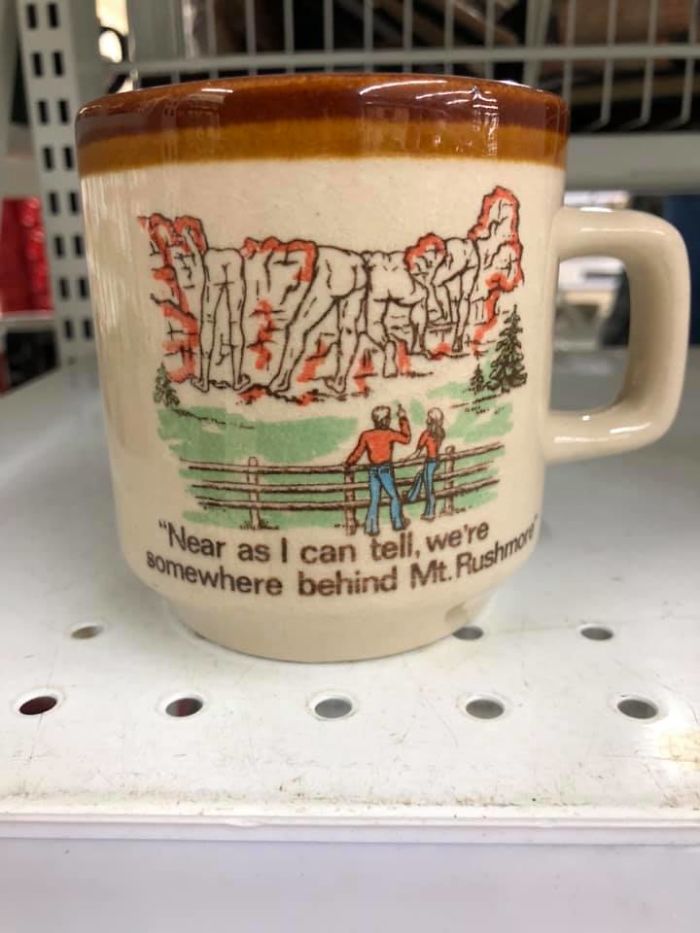 "Near as I can tell, we're
somewhere behind Mt. Rushmore"